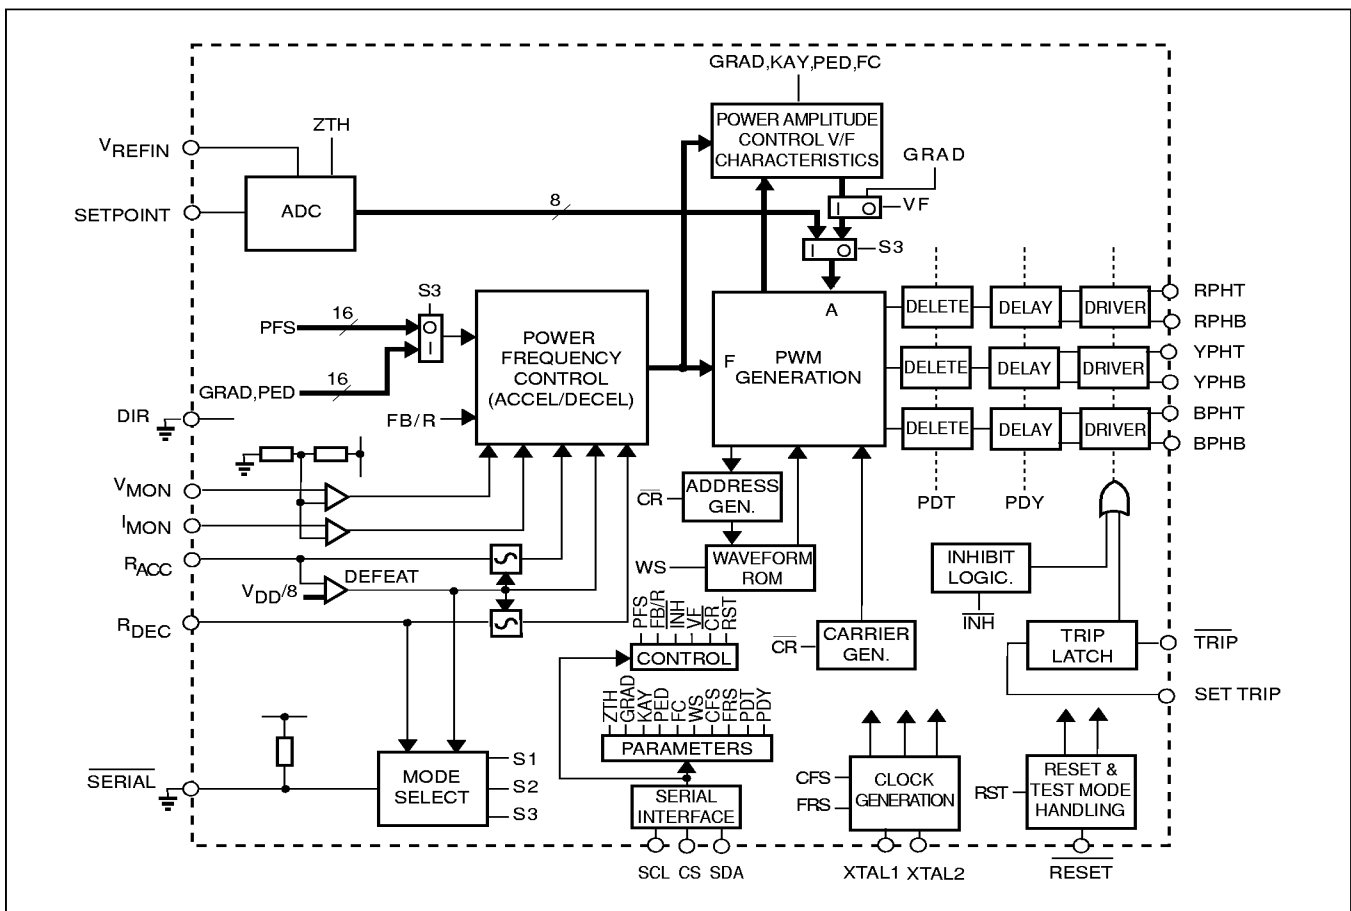 GRAD,KAY,PED,FC
POWER AMPLITUDE
CONTROL V/F
CHARACTERISTICS
ZTH
VREFIN
GRAD
SETPOINT
ADC
8
I O
VF
I O
S3
S3
PFS
16
O
I
GRAD,PED
16
POWER
FREQUENCY
CONTROL
(ACCEL/DECEL)
FB/R
A
F
PWM
GENERATION
DELETE
DELAY
DRIVER
RPHT
RPHB
DELETE
DELAY
DRIVER
YPHT
YPHB
DELETE
DELAY
DRIVER
BPHT
BPHB
PDT
PDY
DIR
VMON
IMON
RACC
VDD/8
DEFEAT
RDEC
CR
ADDRESS
GEN.
WS
WAVEFORM
ROM
INHIBIT
LOGIC.
INH
CR
CARRIER
GEN.
TRIP
LATCH
TRIP
SET TRIP
PFS
FB/R
INH
VF
CR
RST
CONTROL
ZTH
GRAD
KAY
PED
FC
WS
CFS
FRS
PDT
PDY
PARAMETERS
SERIAL
INTERFACE
SCL CS SDA
SERIAL
MODE
SELECT
S1
S2
S3
CFS
FRS
CLOCK
GENERATION
XTAL1 XTAL2
RST
RESET &
TEST MODE
HANDLING
RESET